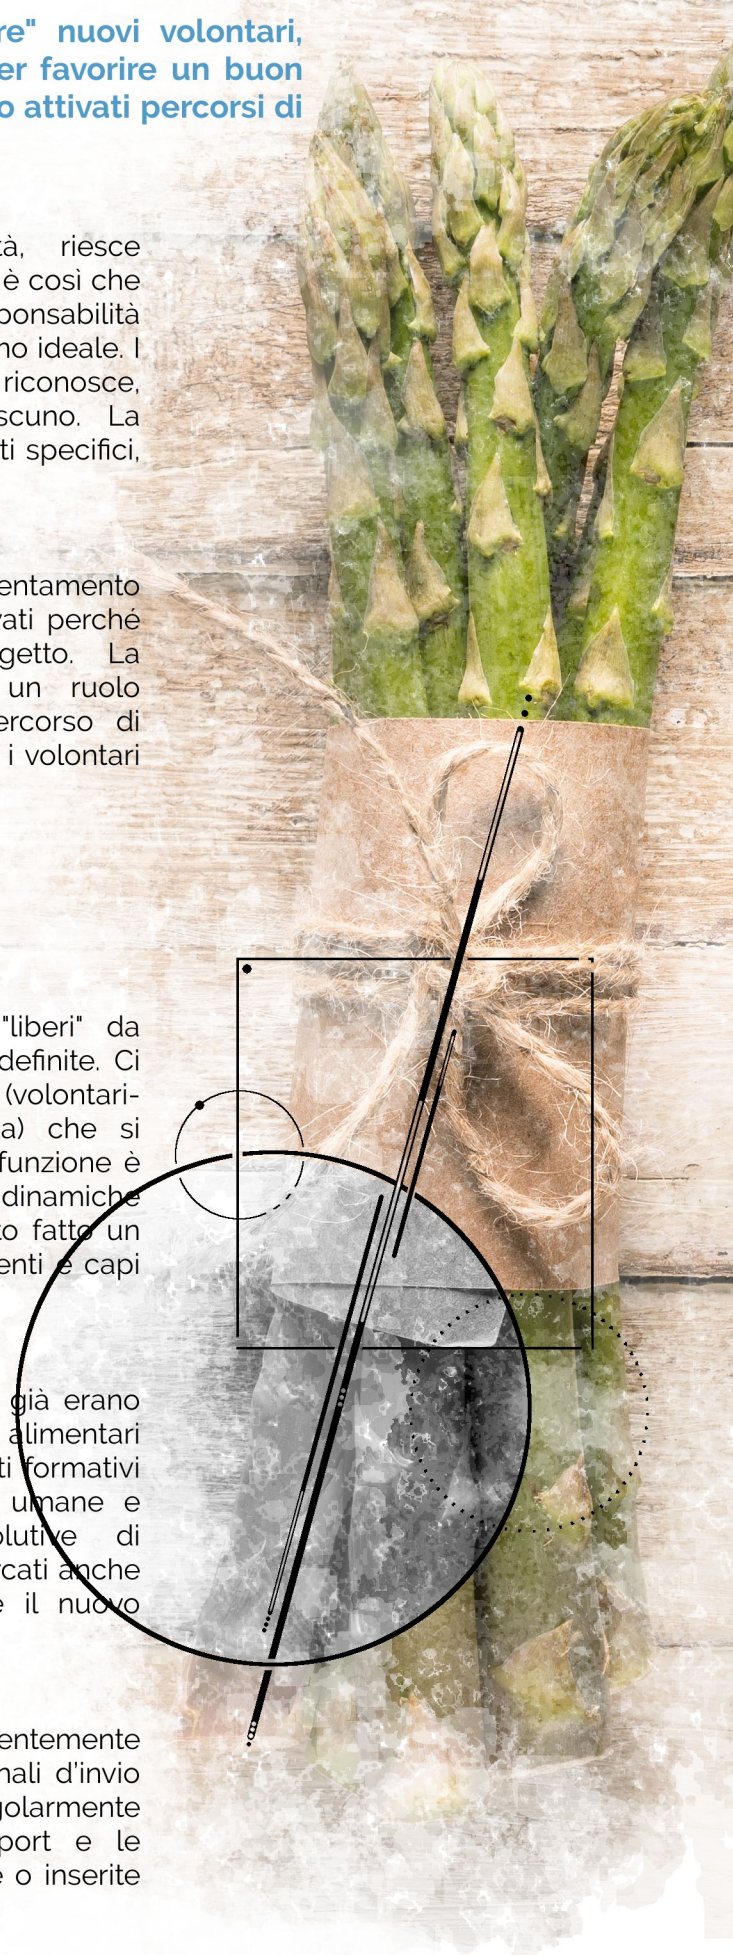 re" nuovi volontari,
er favorire un buon
o attivati percorsi di
tà, riesce
è così che
ponsabilità
no ideale. I
riconosce,
scuno. La
ti specifici,
entamento
vati perché
getto. La
un ruolo
ercorso di
i volontari
"liberi" da
definite. Ci
(volontari-
a) che si
funzione è
dinamiche
to fatto un
enti e capi
già erano
alimentari
ti formativi
umane e
olutive di
rcati anche
e il nuovo
entemente
nali d'invio
golarmente
port e le
e o inserite